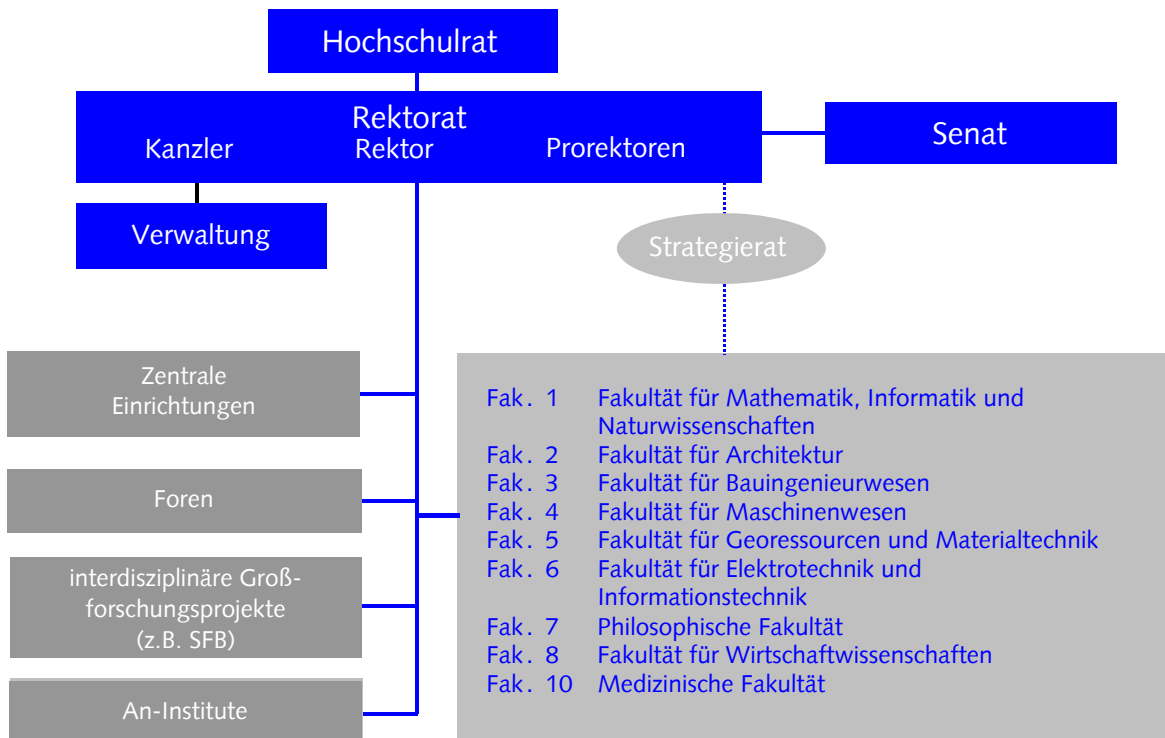 Hochschulrat
Rektorat
Kanzler Rektor Prorektoren
Senat
Verwaltung
Strategierat
Zentrale
Einrichtungen
Foren
interdisziplinäre Groß-
forschungsprojekte
(z.B. SFB)
An-Institute
Fak. 1 Fakultät für Mathematik, Informatik und
Naturwissenschaften
Fak. 2 Fakultät für Architektur
Fak. 3 Fakultät für Bauingenieurwesen
Fak. 4 Fakultät für Maschinenwesen
Fak. 5 Fakultät für Georessourcen und Materialtechnik
Fak. 6 Fakultät für Elektrotechnik und
Informationstechnik
Fak. 7 Philosophische Fakultät
Fak. 8 Fakultät für Wirtschaftwissenschaften
Fak. 10 Medizinische Fakultät